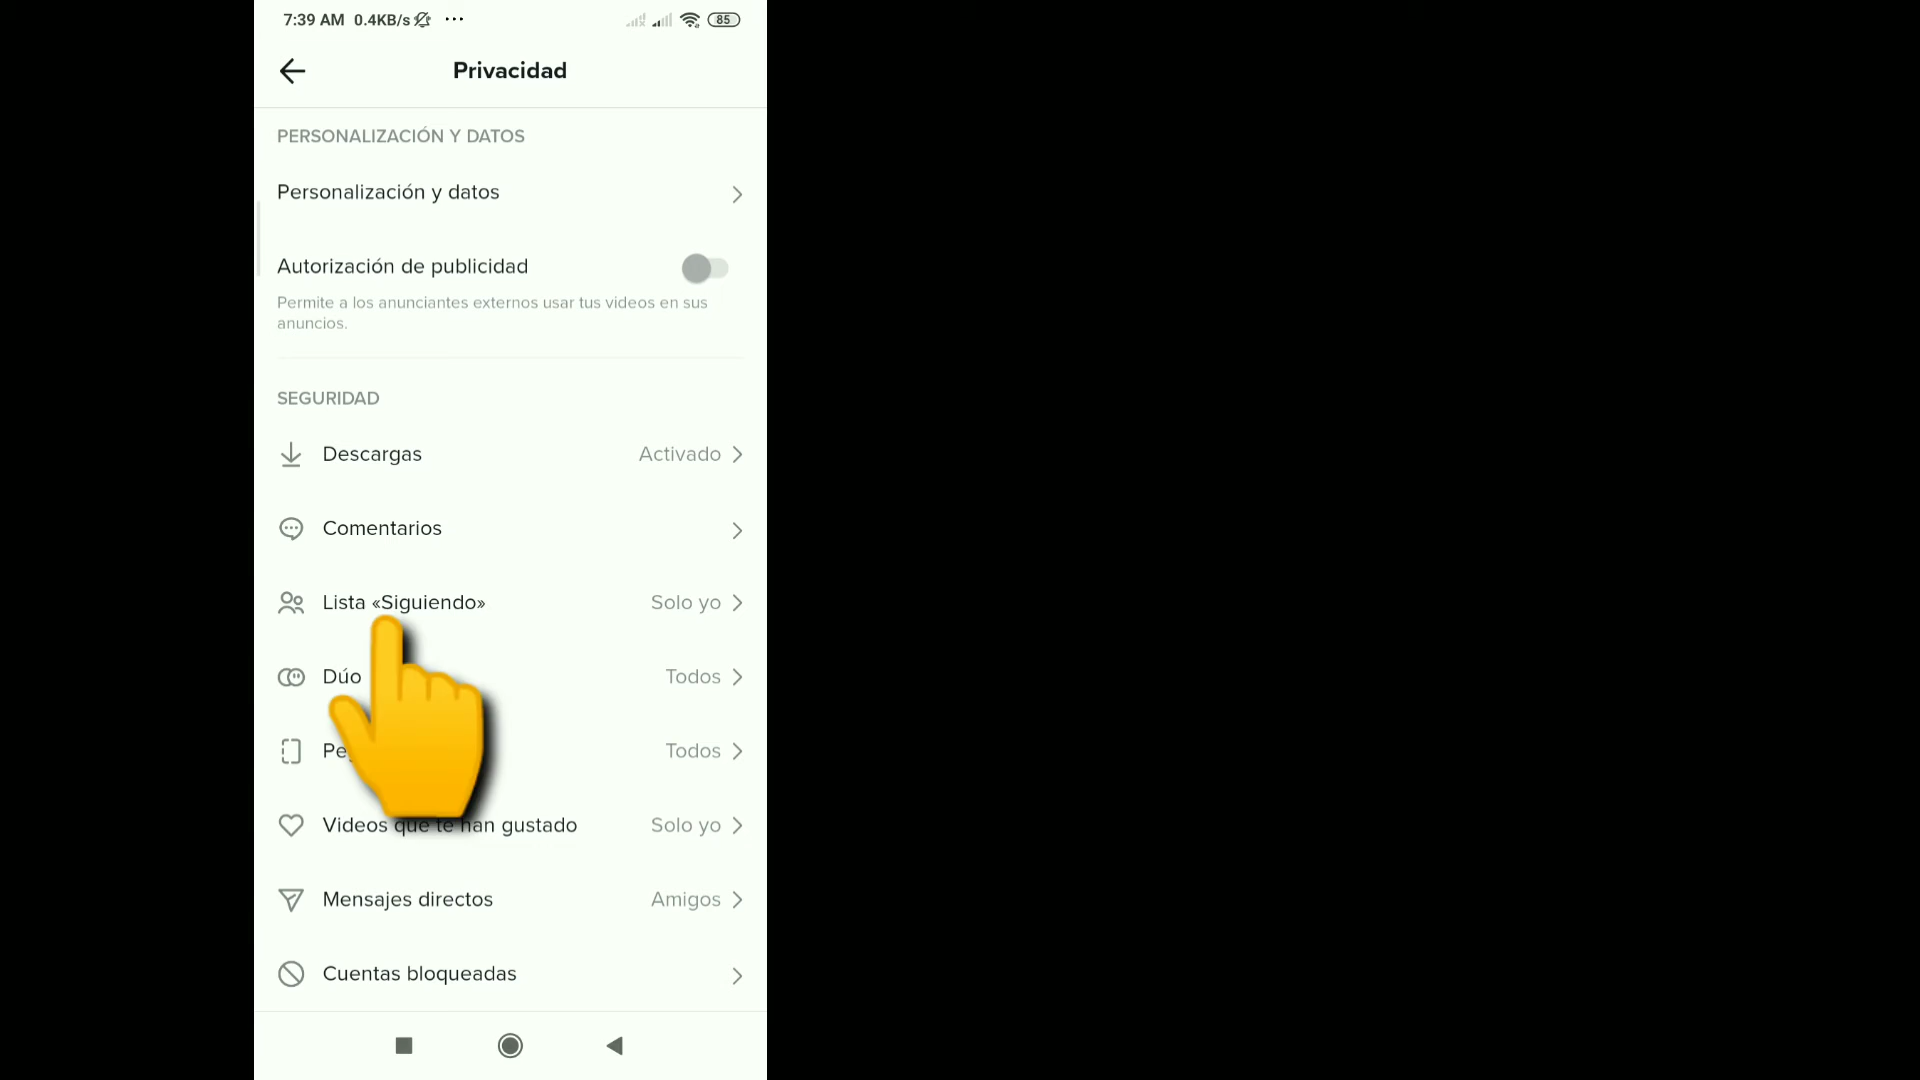 7:39 AM 0.4KB/s ... 85
Privacidad
PERSONALIZACIÓN Y DATOS
Personalización y datos
Autorización de publicidad
Permite a los anunciantes externos usar tus videos en sus
anuncios.
SEGURIDAD
Descargas Activado
Comentarios
Lista «Siguiendo» Solo yo
Dúo Todos
Todos
Videos que te han gustado Solo yo
Mensajes directos Amigos
Cuentas bloqueadas